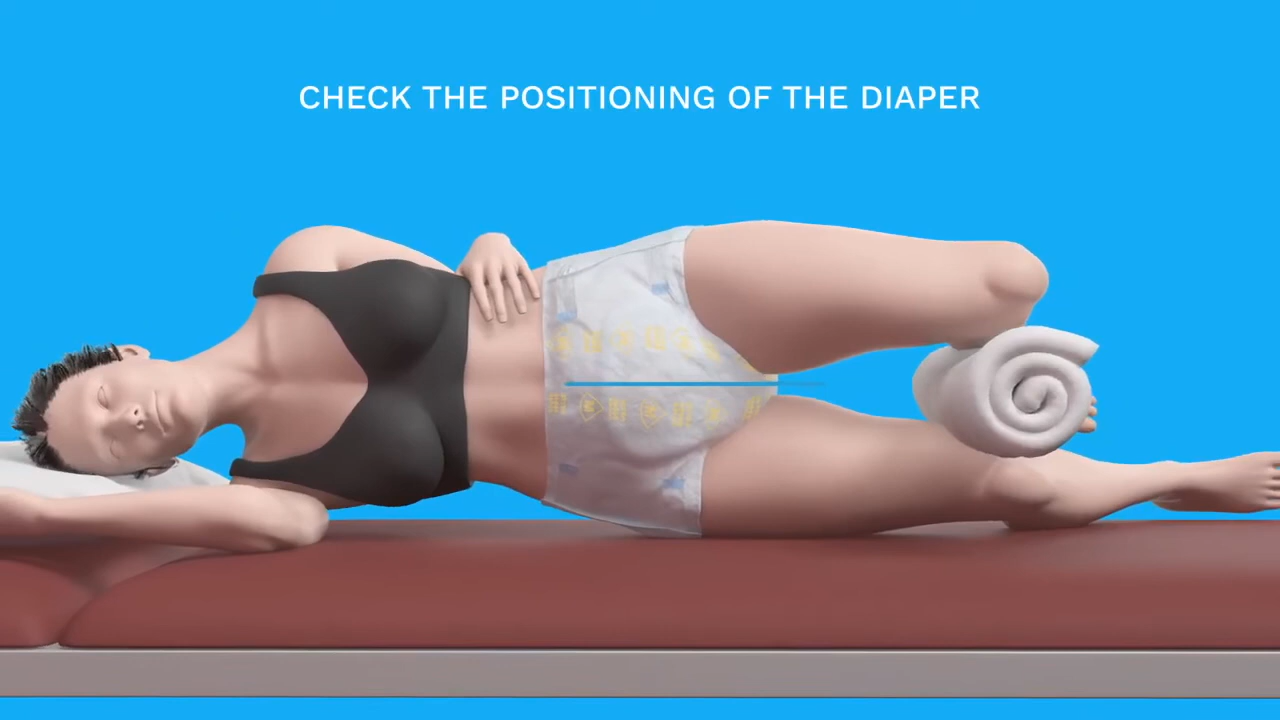 CHECK THE POSITIONING OF THE DIAPER